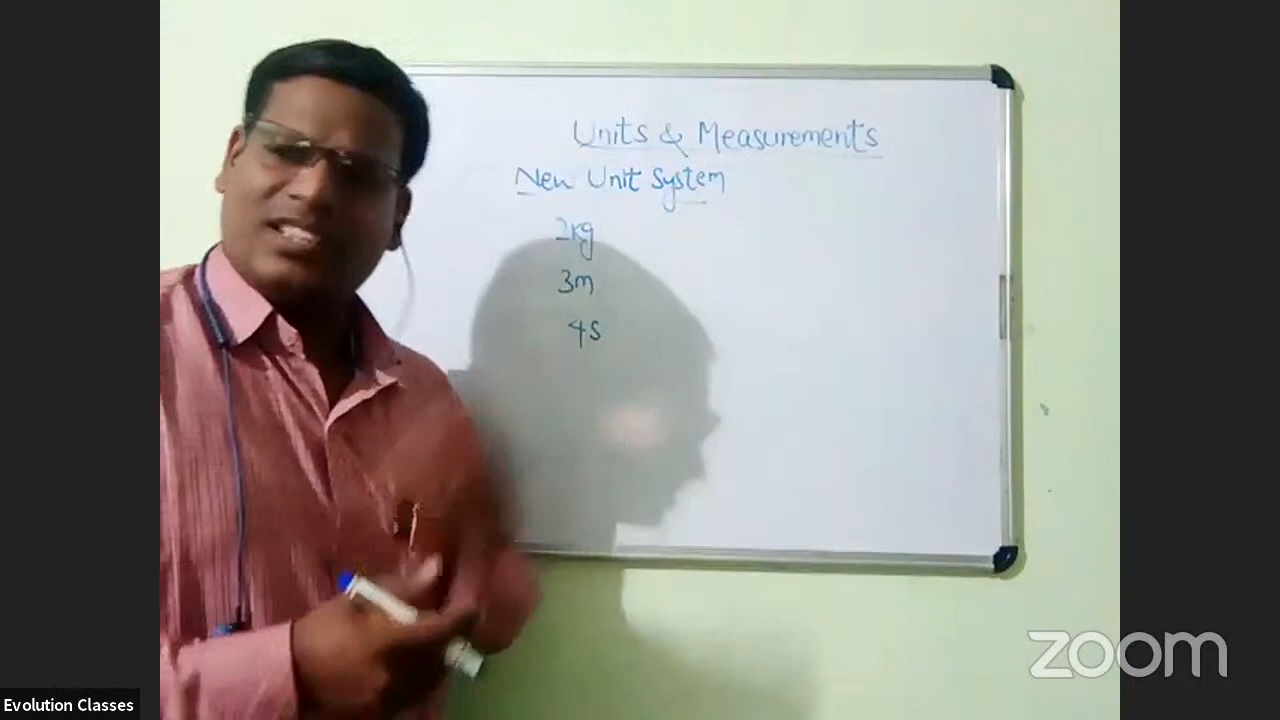 Units & Measurements
New Unit System
2kg
3m
4s
zoom
Evolution Classes